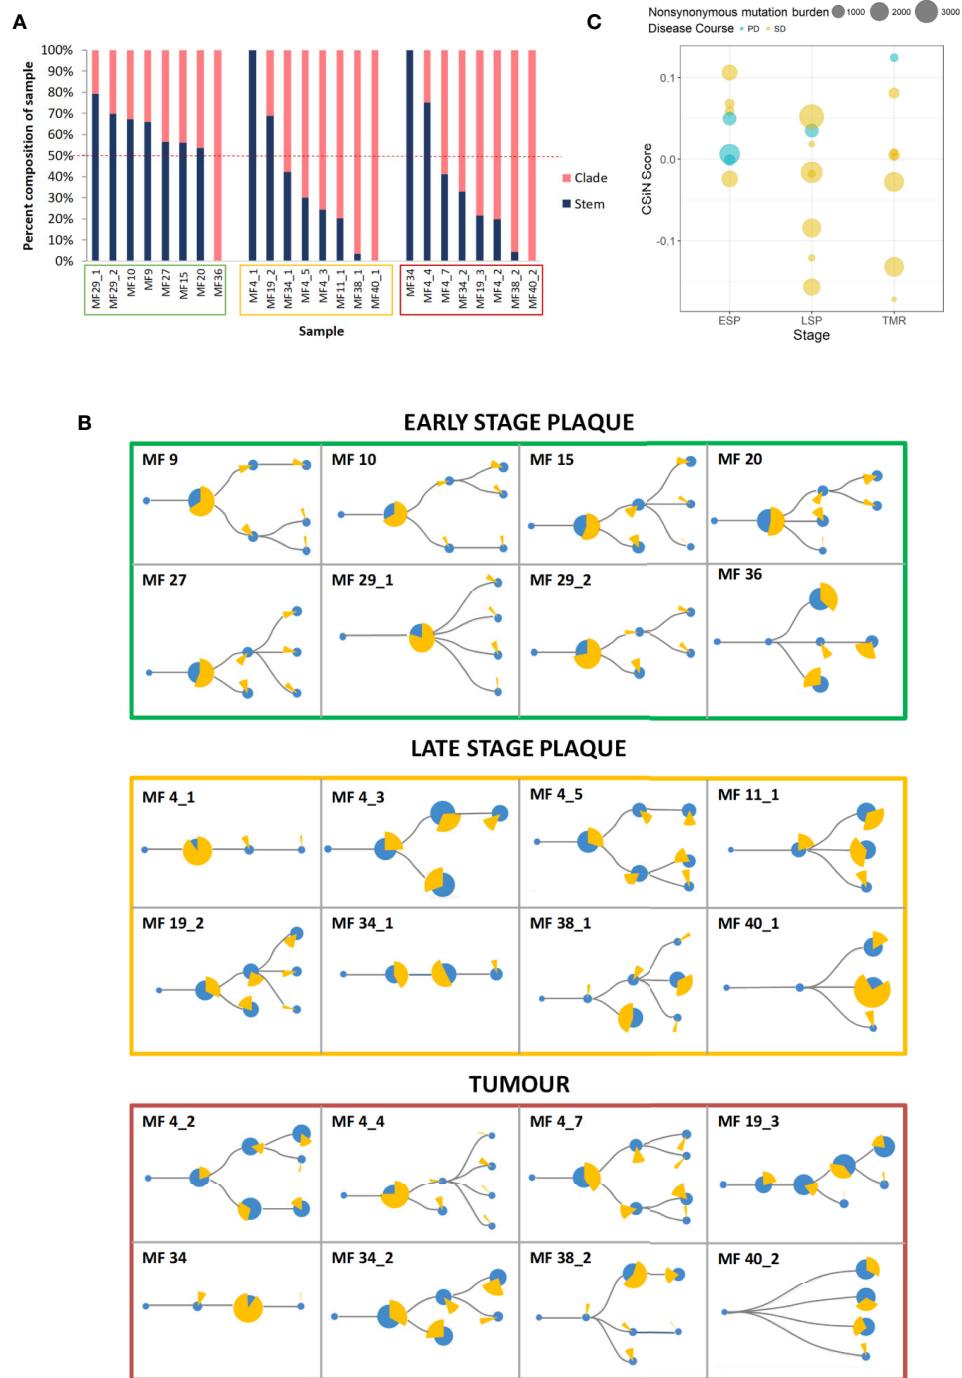 A
100%
90%
80%
70%
60%
50%
40%
30%
20%
10%
0%
Percent composition of sample
Clade
Stem
MF29_1
MF29_2
MF10
MF9
MF27
MF15
MF20
MF36
MF4_1
MF19_2
MF34_1
MF4_5
MF4_3
MF11_1
MF38_1
MF40_1
MF34
MF4_4
MF4_7
MF34_2
MF19_3
MF4_2
MF38_2
MF40_2
Sample
C
Nonsynonymous mutation burden 1000 2000 3000
Disease Course PD SD
0.1
0.0
-0.1
CSiN Score
ESP LSP TMR
Stage
B
EARLY STAGE PLAQUE
MF 9 MF 10 MF 15 MF 20
MF 27 MF 29_1 MF 29_2 MF 36
LATE STAGE PLAQUE
MF 4_1 MF 4_3 MF 4_5 MF 11_1
MF 19_2 MF 34_1 MF 38_1 MF 40_1
TUMOUR
MF 4_2 MF 4_4 MF 4_7 MF 19_3
MF 34 MF 34_2 MF 38_2 MF 40_2